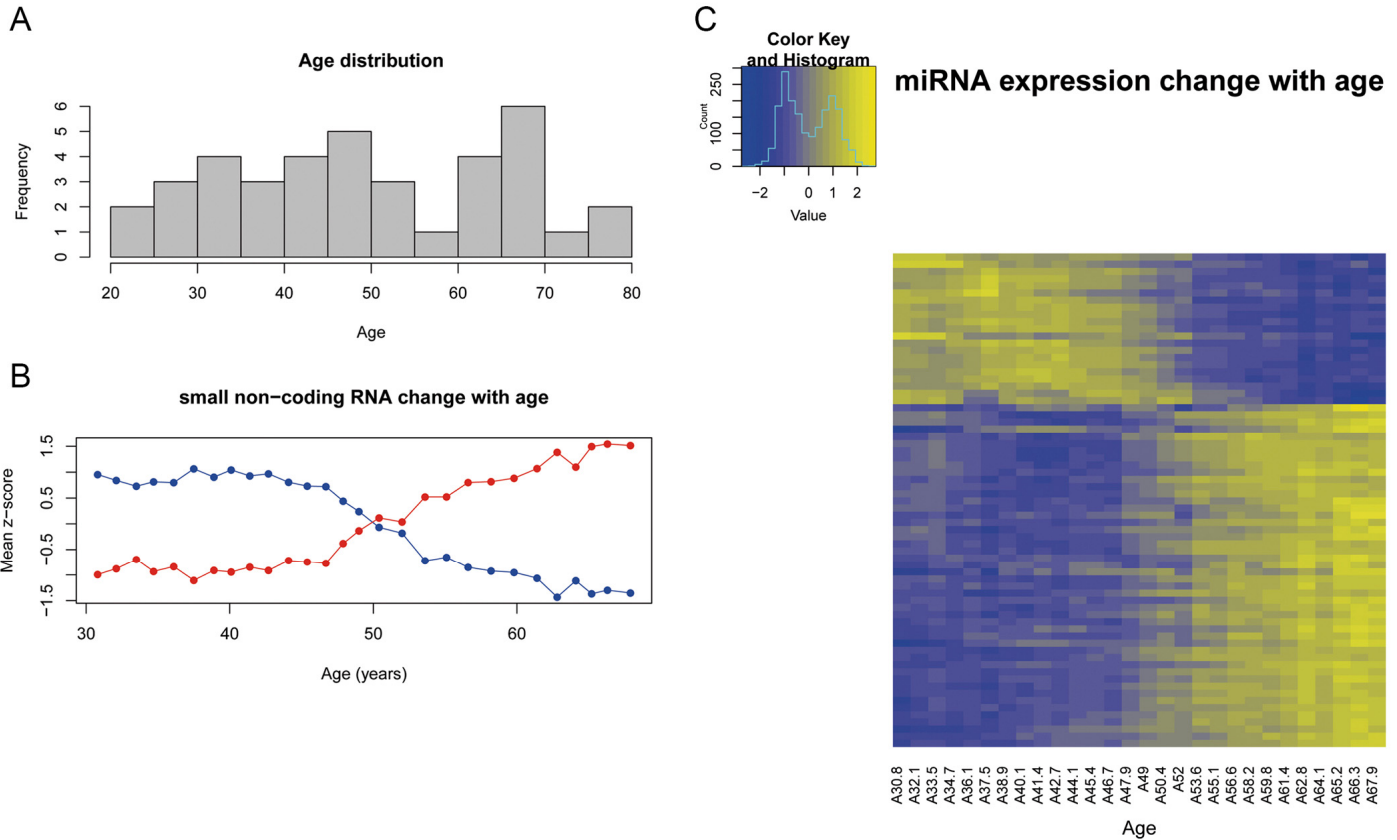 A
Age distribution
Frequency
6
5
4
3
2
1
0
20 30 40 50 60 70 80
Age
B
small non−coding RNA change with age
Mean z−score
1.5
0.5
−0.5
−1.5
30 40 50 60
Age (years)
C
Color Key
and Histogram
Count
250
100
0
−2 0 1 2
Value
miRNA expression change with age
A30.8
A32.1
A33.5
A34.7
A36.1
A37.5
A38.9
A40.1
A41.4
A42.7
A44.1
A45.4
A46.7
A47.9
A49
A50.4
A52
A53.6
A55.1
A56.6
A58.2
A59.8
A61.4
A62.8
A64.1
A65.2
A66.3
A67.9
Age